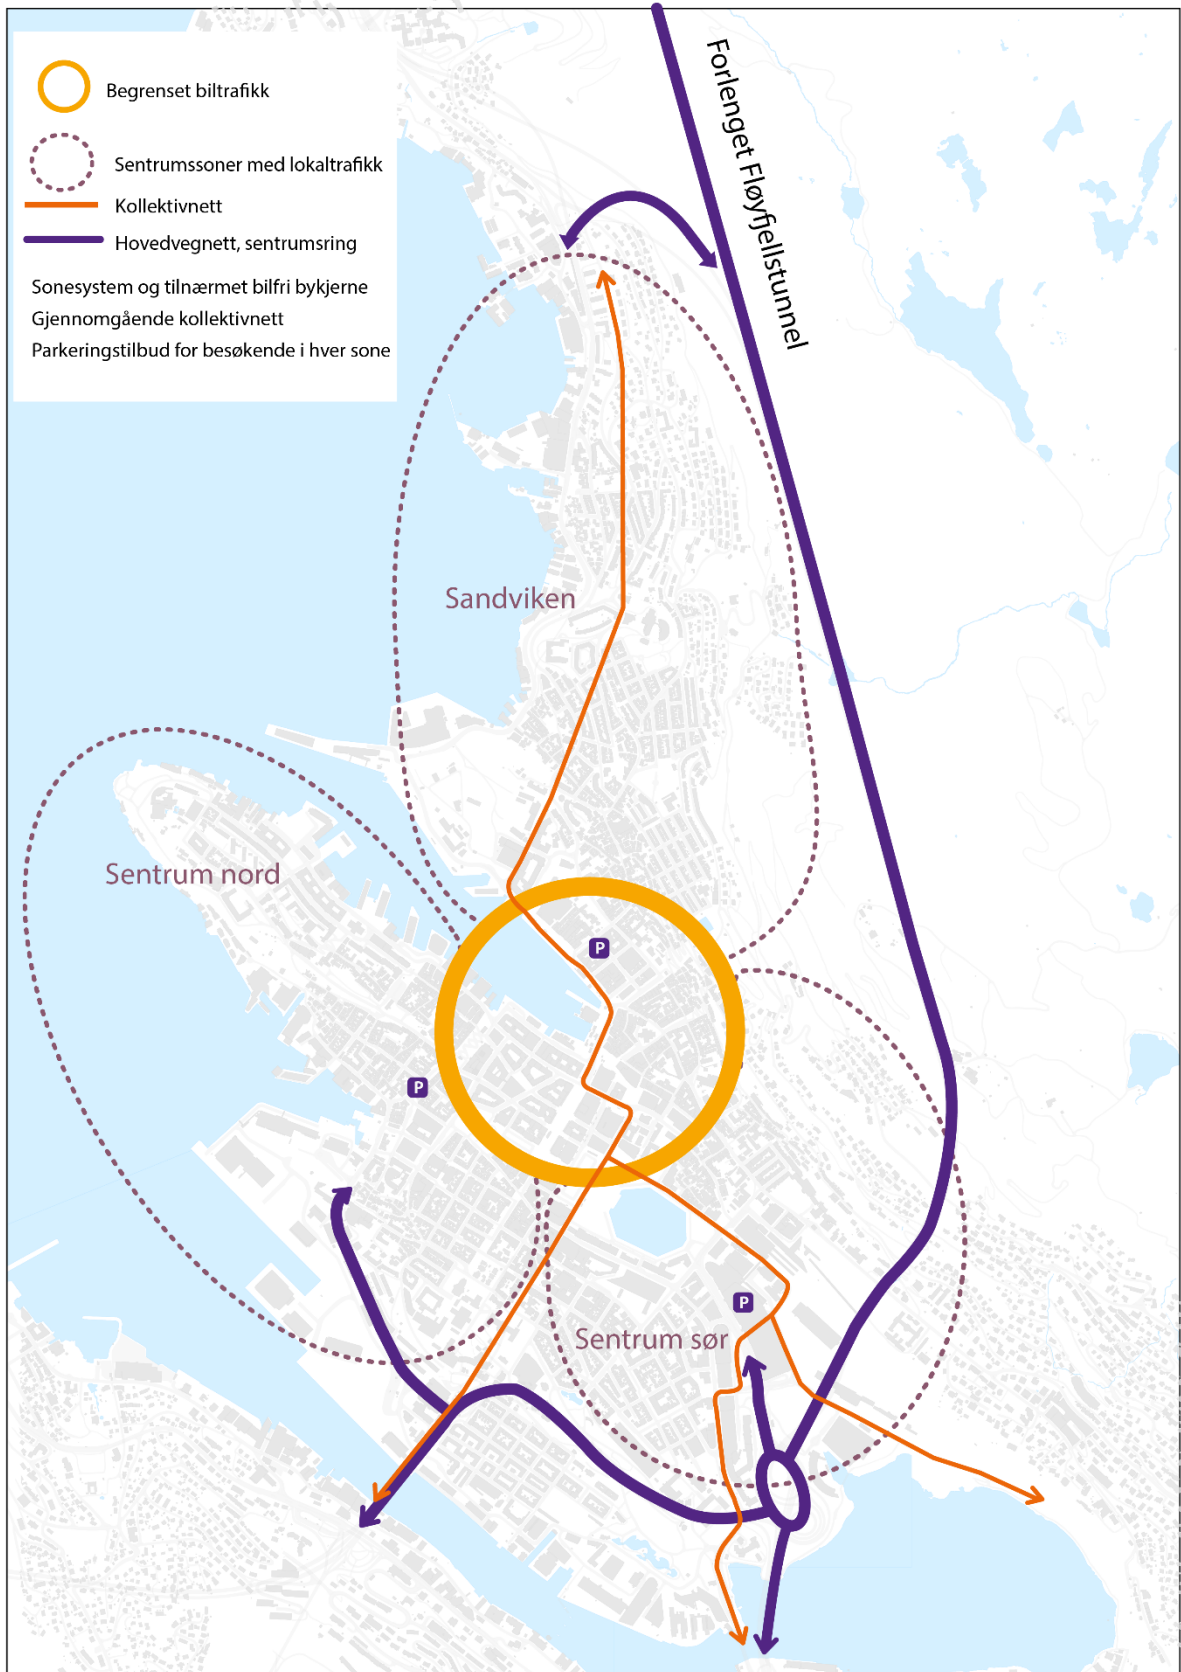 Begrenset biltrafikk
Sentrumssoner med lokaltrafikk
Kollektivnett
Hovedvegnett, sentrumsring
Sonesystem og tilnærmet bilfri bykjerne
Gjennomgående kollektivnett
Parkeringstilbud for besøkende i hver sone
Forlenget Fløyfjellstunnel
Sandviken
Sentrum nord
P
P
P
Sentrum sør